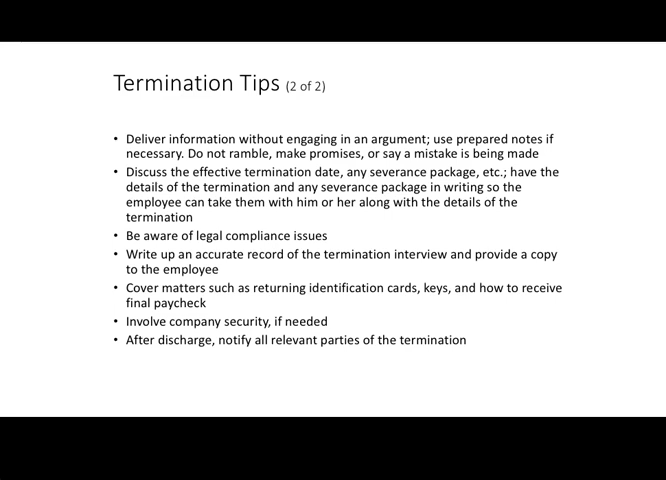 Termination Tips (2 of 2)
• Deliver information without engaging in an argument; use prepared notes if
necessary. Do not ramble, make promises, or say a mistake is being made
• Discuss the effective termination date, any severance package, etc.; have the
details of the termination and any severance package in writing so the
employee can take them with him or her along with the details of the
termination
• Be aware of legal compliance issues
• Write up an accurate record of the termination interview and provide a copy
to the employee
• Cover matters such as returning identification cards, keys, and how to receive
final paycheck
• Involve company security, if needed
• After discharge, notify all relevant parties of the termination